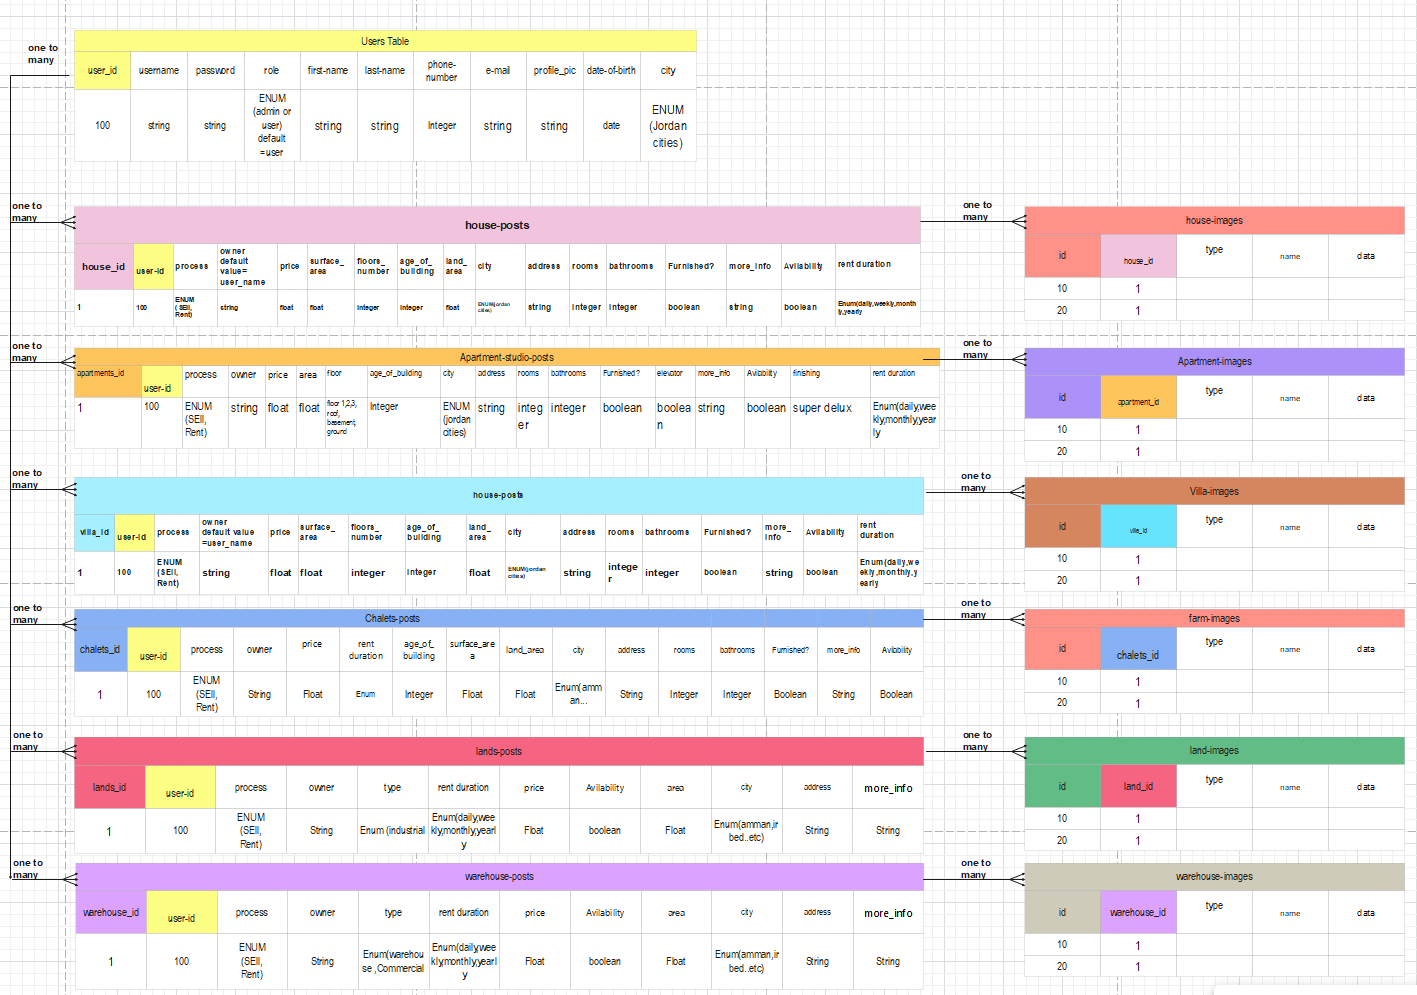 one to
many
Users Table
user_id username password role first-name last-name phone-number e-mail profile_pic date-of-birth city
100 string string ENUM (admin or user) default =user string string Integer string string date ENUM (Jordan cities)
one to
many
house-posts
one to
many
house-images
house_id user-id process owner default value= user_name price surface_area floors_number age_of_building land_area city address rooms bathrooms Furnished? more_info Avilability rent duration
1 100 ENUM (SEll, Rent) string float float integer integer float ENUM(jordan cities) string integer integer boolean string boolean Enum(daily,weekly,monthly,yearly
id house_id type name data
10 1
20 1
one to
many
Apartment-studio-posts
one to
many
Apartment-images
apartments_id user-id process owner price area floor age_of_building city address rooms bathrooms Furnished? elevator more_info Avilability finishing rent duration
1 100 ENUM (SEll, Rent) string float float floor 1,2,3, roof, basement, ground Integer ENUM (jordan cities) string integer integer boolean boolean string boolean super delux Enum(daily,weekly,monthly,yearly
id apartment_id type name data
10 1
20 1
one to
many
house-posts
one to
many
Villa-images
villa_id user-id process owner default value =user_name price surface_area floors_number age_of_building land_area city address rooms bathrooms Furnished? more_info Avilability rent duration
1 100 ENUM (SEll, Rent) string float float integer integer float ENUM(jordan cities) string integer integer boolean string boolean Enum(daily,weekly,monthly,yearly
id villa_id type name data
10 1
20 1
one to
many
Chalets-posts
one to
many
farm-images
chalets_id user-id process owner price rent duration age_of_building surface_area land_area city address rooms bathrooms Furnished? more_info Avilability
1 100 ENUM (SEll, Rent) String Float Enum Integer Float Float Enum(amman... String Integer Integer Boolean String Boolean
id chalets_id type name data
10 1
20 1
one to
many
lands-posts
one to
many
land-images
lands_id user-id process owner type rent duration price Avilability area city address more_info
1 100 ENUM (SEll, Rent) String Enum (industrial Enum(daily,weekly,monthly,yearly Float boolean Float Enum(amman,irbed..etc) String String
id land_id type name data
10 1
20 1
one to
many
warehouse-posts
one to
many
warehouse-images
warehouse_id user-id process owner type rent duration price Avilability area city address more_info
1 100 ENUM (SEll, Rent) String Enum(warehouse ,Commercial Enum(daily,weekly,monthly,yearly Float boolean Float Enum(amman,irbed..etc) String String
id warehouse_id type name data
10 1
20 1